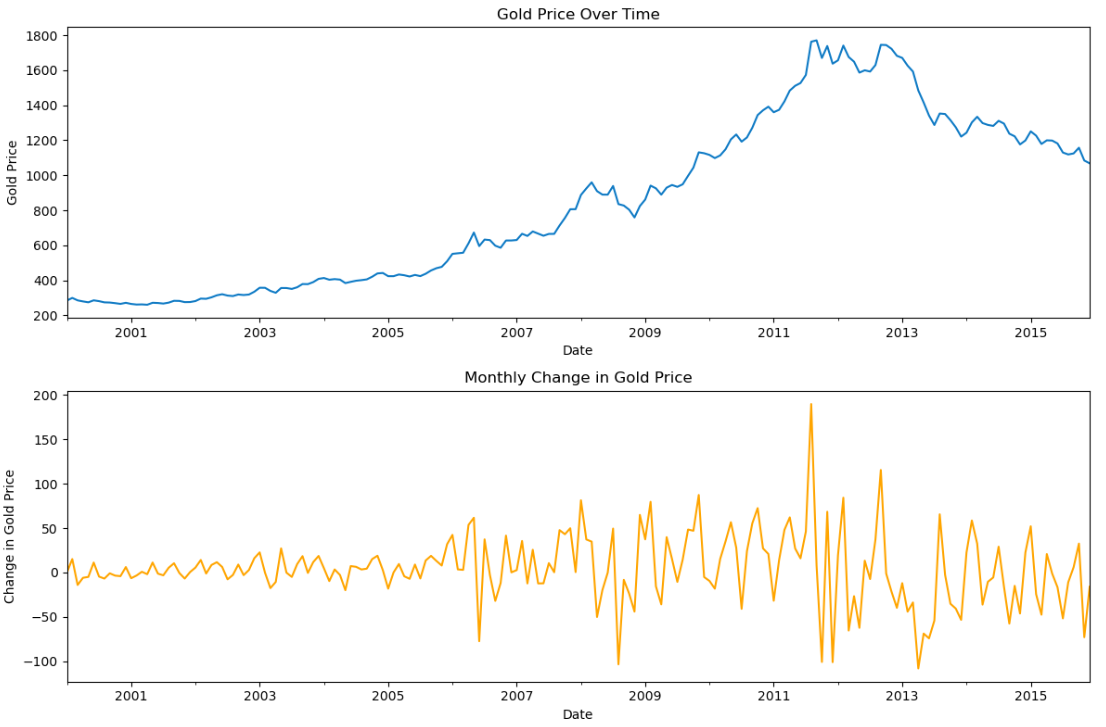 Gold Price Over Time
1800
1600
1400
1200
1000
800
600
400
200
Gold Price
2001 2003 2005 2007 2009 2011 2013 2015
Date
Monthly Change in Gold Price
200
150
100
50
0
−50
−100
Change in Gold Price
2001 2003 2005 2007 2009 2011 2013 2015
Date